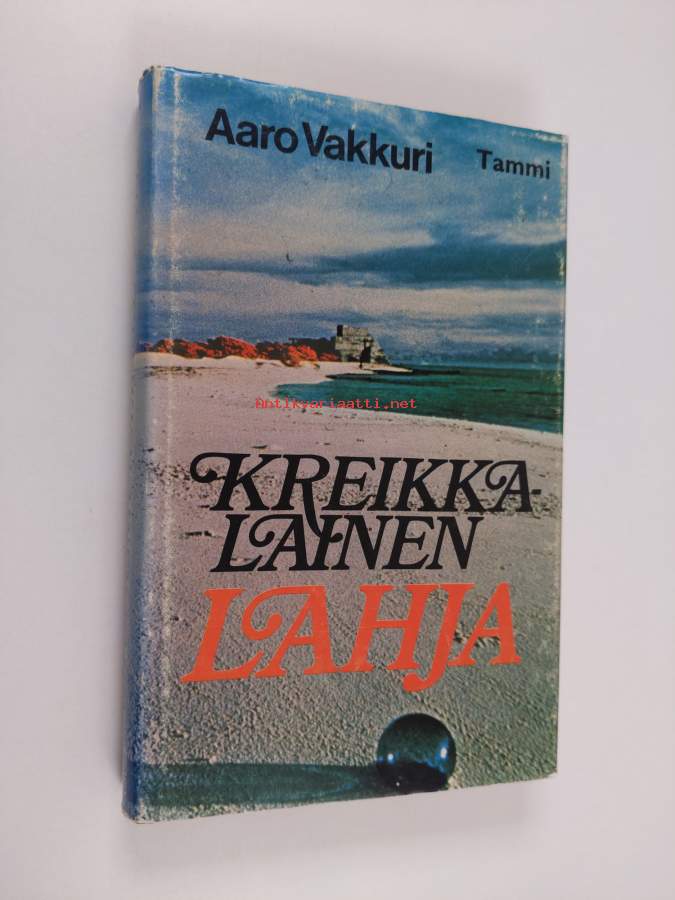 Aaro Vakkuri Tammi
Antikvariaatti.net
KREIKKA-
LAINEN
LAHJA